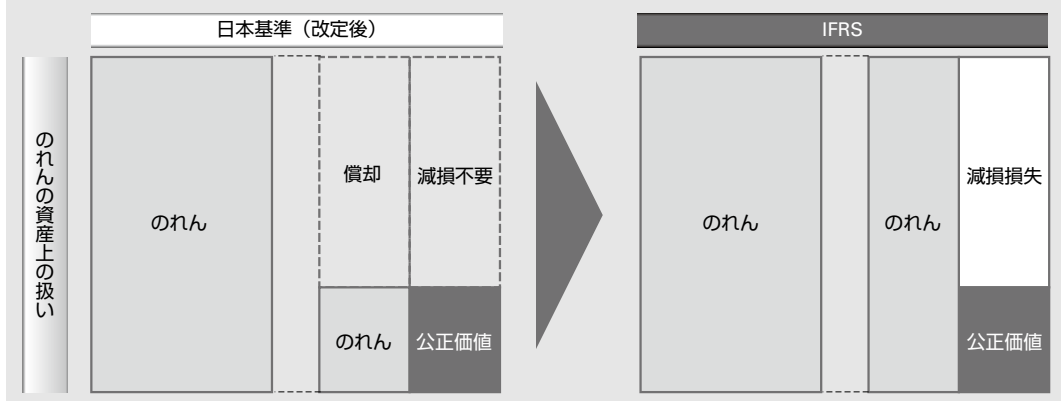 日本基準（改定後）
IFRS
のれんの資産上の扱い
のれん
償却
減損不要
のれん
公正価値
のれん
のれん
減損損失
公正価値